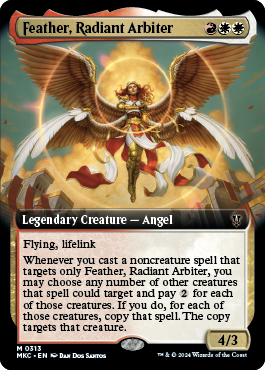 Feather, Radiant Arbiter
Legendary Creature — Angel
Flying, lifelink
Whenever you cast a noncreature spell that
targets only Feather, Radiant Arbiter, you
may choose any number of other creatures
that spell could target and pay 2 for each
of those creatures. If you do, for each of
those creatures, copy that spell. The copy
targets that creature.
4/3
M 0313
MKC • EN Dan Dos Santos
™ & © 2024 Wizards of the Coast